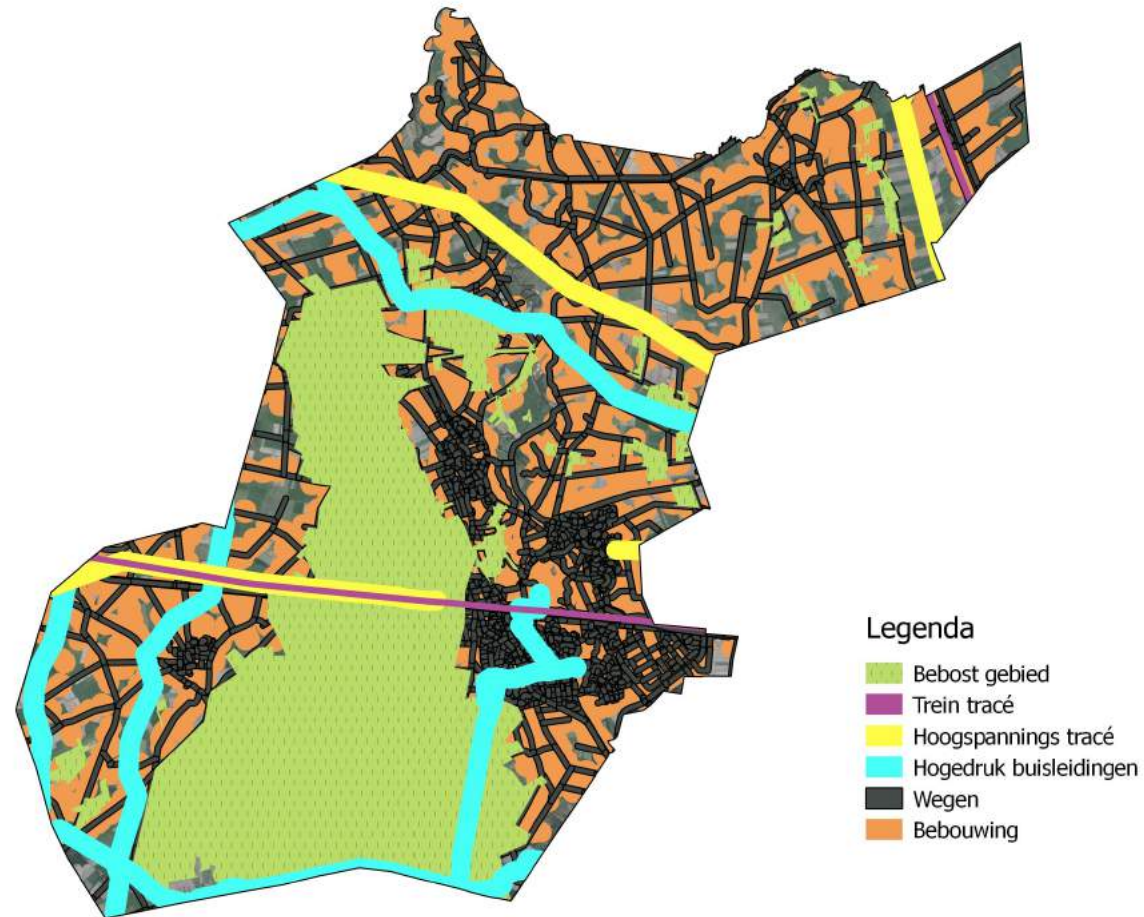 Legenda
Bebost gebied
Trein tracé
Hoogspannings tracé
Hogedruk buisleidingen
Wegen
Bebouwing